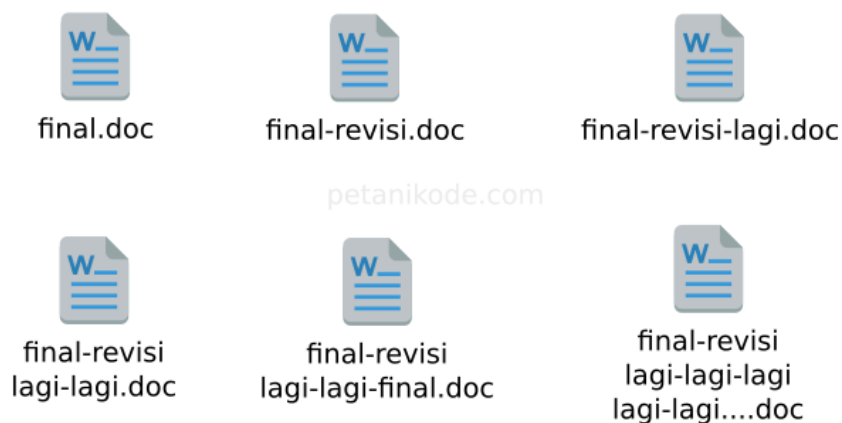 W
final.doc
W
final-revisi.doc
W
final-revisi-lagi.doc
petanikode.com
W
final-revisi
lagi-lagi.doc
W
final-revisi
lagi-lagi-final.doc
W
final-revisi
lagi-lagi-lagi
lagi-lagi....doc